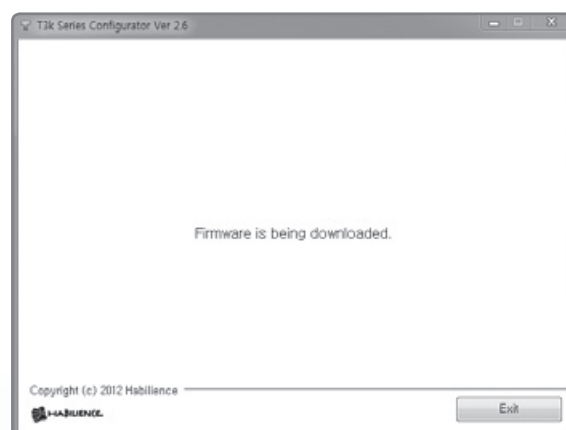 T3k Series Configurator Ver 2.6
Firmware is being downloaded.
Copyright (c) 2012 Habilience
HABILIENCE
Exit